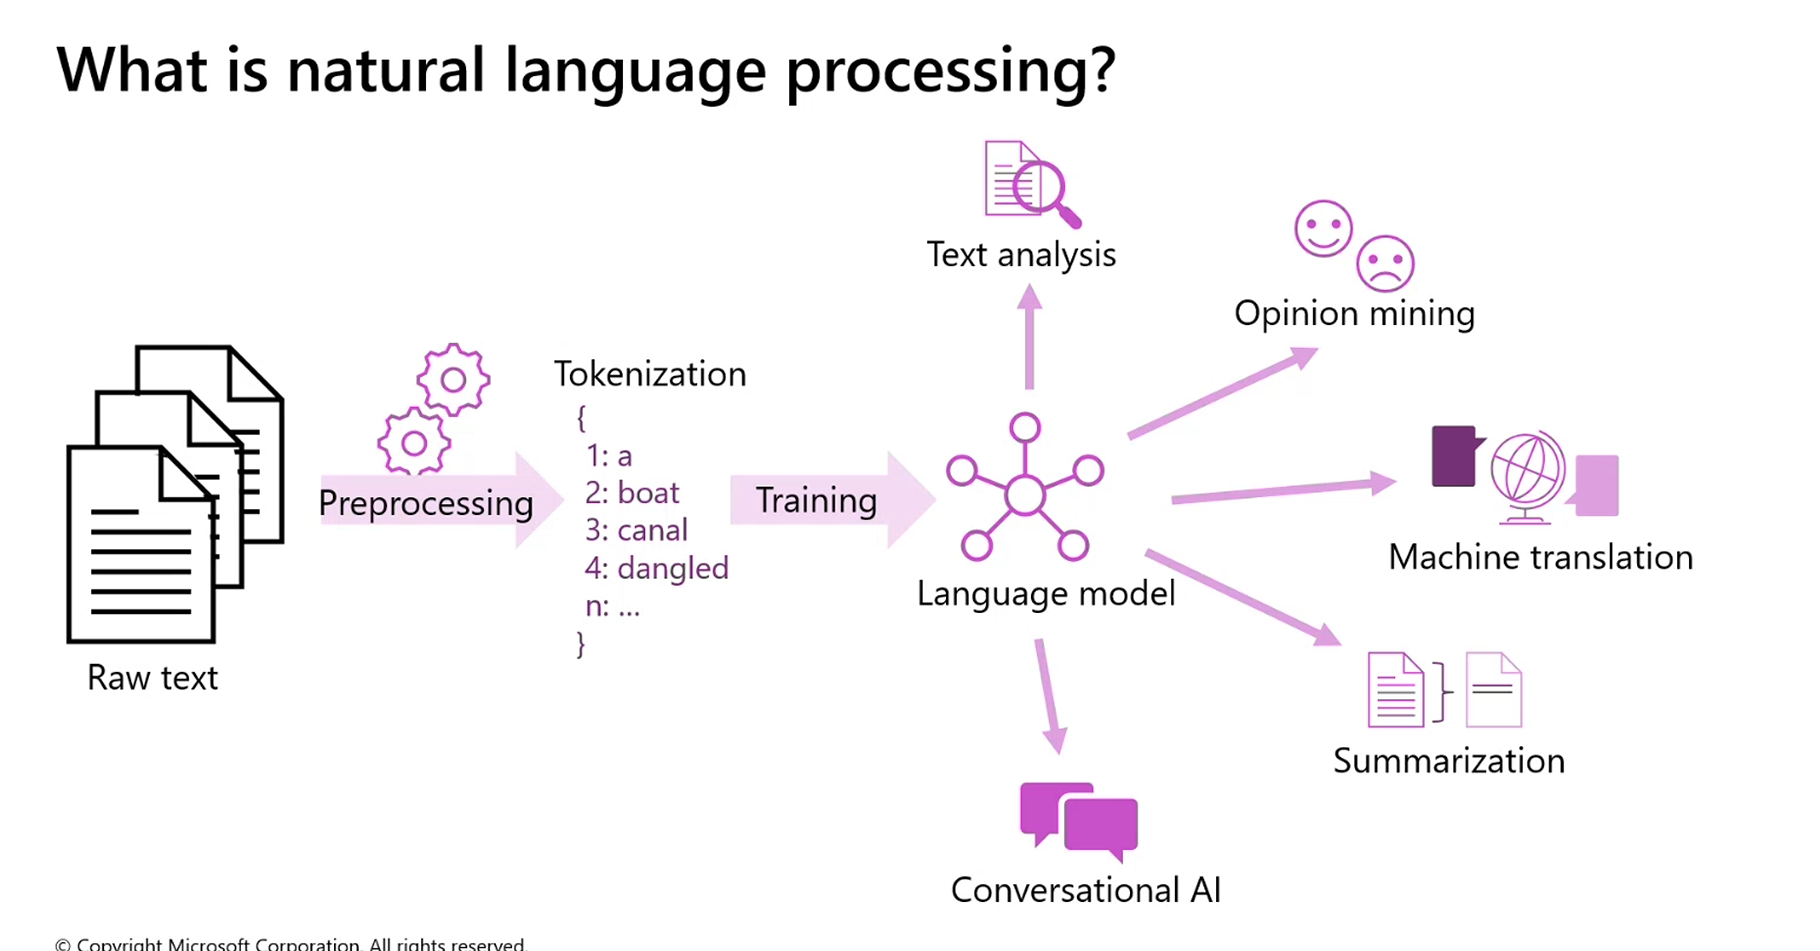 What is natural language processing?
Text analysis
Opinion mining
Tokenization
{
1: a
2: boat
3: canal
4: dangled
n: ...
}
Preprocessing
Training
Language model
Machine translation
Raw text
Summarization
Conversational AI
© Copyright Microsoft Corporation. All rights reserved.